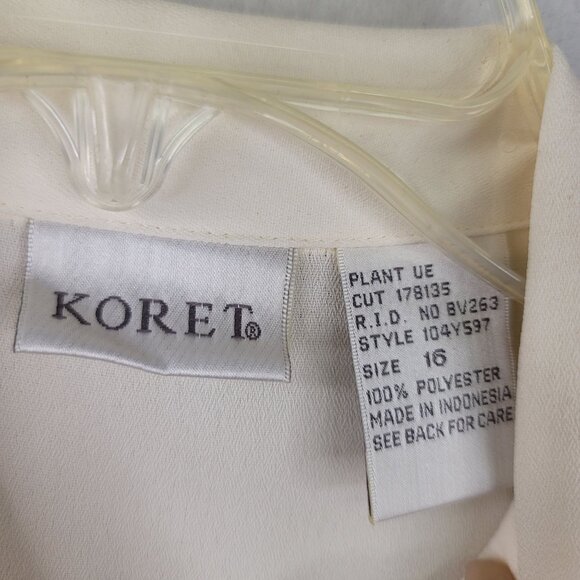 KORET®
PLANT UE
CUT 178135
R.I.D. NO BV263
STYLE 104Y597
SIZE 16
100% POLYESTER
MADE IN INDONESIA
SEE BACK FOR CARE